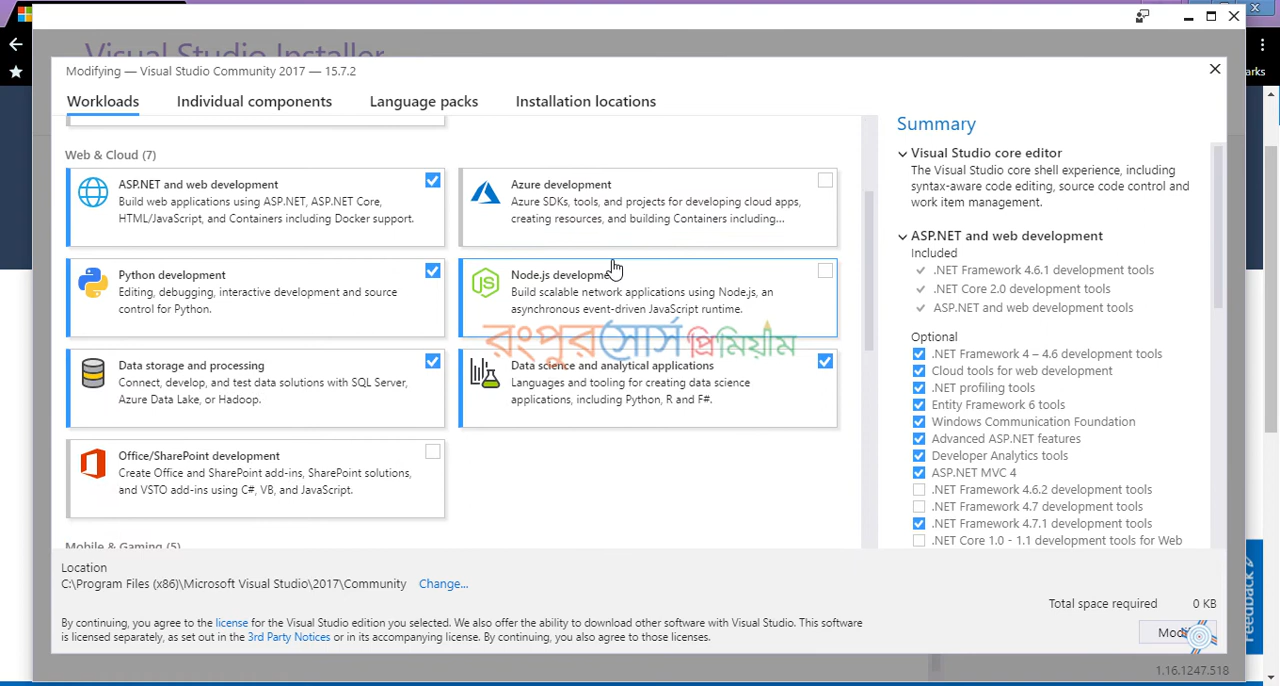 Visual Studio Installer
Modifying — Visual Studio Community 2017 — 15.7.2
Workloads
Individual components
Language packs
Installation locations
Web & Cloud (7)
ASP.NET and web development
Build web applications using ASP.NET, ASP.NET Core,
HTML/JavaScript, and Containers including Docker support.
Azure development
Azure SDKs, tools, and projects for developing cloud apps,
creating resources, and building Containers including...
Python development
Editing, debugging, interactive development and source
control for Python.
Node.js developme
Build scalable network applications using Node.js, an
asynchronous event-driven JavaScript runtime.
রংপুরসোর্স প্রিমিয়াম
Data storage and processing
Connect, develop, and test data solutions with SQL Server,
Azure Data Lake, or Hadoop.
Data science and analytical applications
Languages and tooling for creating data science
applications, including Python, R and F#.
Office/SharePoint development
Create Office and SharePoint add-ins, SharePoint solutions,
and VSTO add-ins using C#, VB, and JavaScript.
Mobile & Gaming (5)
Summary
Visual Studio core editor
The Visual Studio core shell experience, including
syntax-aware code editing, source code control and
work item management.
ASP.NET and web development
Included
.NET Framework 4.6.1 development tools
.NET Core 2.0 development tools
ASP.NET and web development tools
Optional
.NET Framework 4 – 4.6 development tools
Cloud tools for web development
.NET profiling tools
Entity Framework 6 tools
Windows Communication Foundation
Advanced ASP.NET features
Developer Analytics tools
ASP.NET MVC 4
.NET Framework 4.6.2 development tools
.NET Framework 4.7 development tools
.NET Framework 4.7.1 development tools
.NET Core 1.0 - 1.1 development tools for Web
Location
C:\Program Files (x86)\Microsoft Visual Studio\2017\Community Change...
Total space required 0 KB
By continuing, you agree to the license for the Visual Studio edition you selected. We also offer the ability to download other software with Visual Studio. This software
is licensed separately, as set out in the 3rd Party Notices or in its accompanying license. By continuing, you also agree to those licenses.
Modi
1.16.1247.518
arks
Feedback